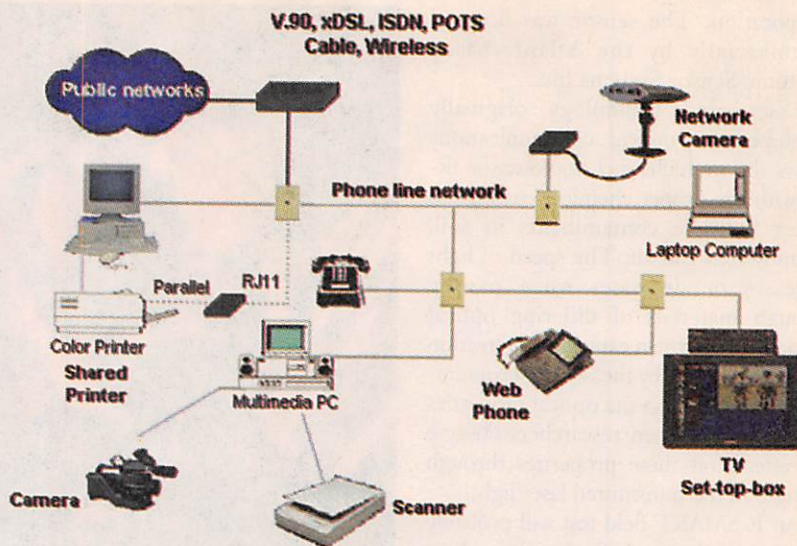 V.90, xDSL, ISDN, POTS
Cable, Wireless
Public networks
Network
Camera
Phone line network
Laptop Computer
Parallel
RJ11
Color Printer
Shared
Printer
Multimedia PC
Web
Phone
TV
Set-top-box
Camera
Scanner